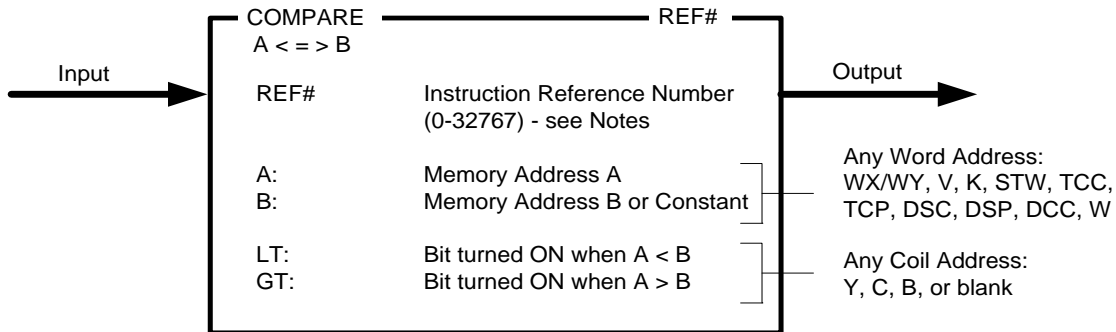 COMPARE REF#
A < = > B
Input
Output
REF# Instruction Reference Number
(0-32767) - see Notes
A: Memory Address A
B: Memory Address B or Constant
Any Word Address:
WX/WY, V, K, STW, TCC,
TCP, DSC, DSP, DCC, W
LT: Bit turned ON when A < B
GT: Bit turned ON when A > B
Any Coil Address:
Y, C, B, or blank